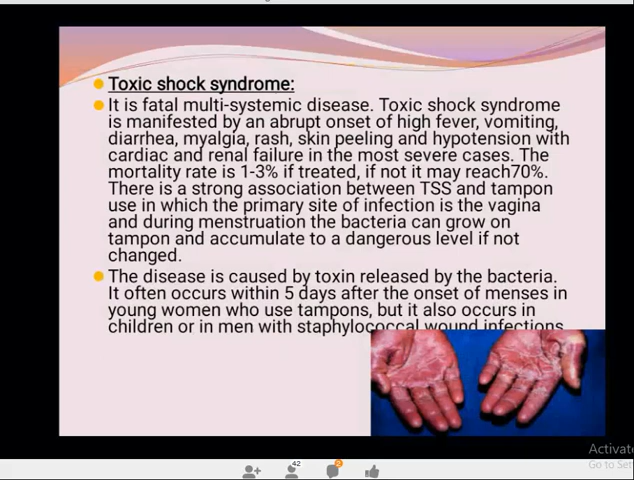 Toxic shock syndrome:
It is fatal multi-systemic disease. Toxic shock syndrome
is manifested by an abrupt onset of high fever, vomiting,
diarrhea, myalgia, rash, skin peeling and hypotension with
cardiac and renal failure in the most severe cases. The
mortality rate is 1-3% if treated, if not it may reach70%.
There is a strong association between TSS and tampon
use in which the primary site of infection is the vagina
and during menstruation the bacteria can grow on
tampon and accumulate to a dangerous level if not
changed.
The disease is caused by toxin released by the bacteria.
It often occurs within 5 days after the onset of menses in
young women who use tampons, but it also occurs in
children or in men with staphylococcal wound infections
Activate
Go to Set
42
2